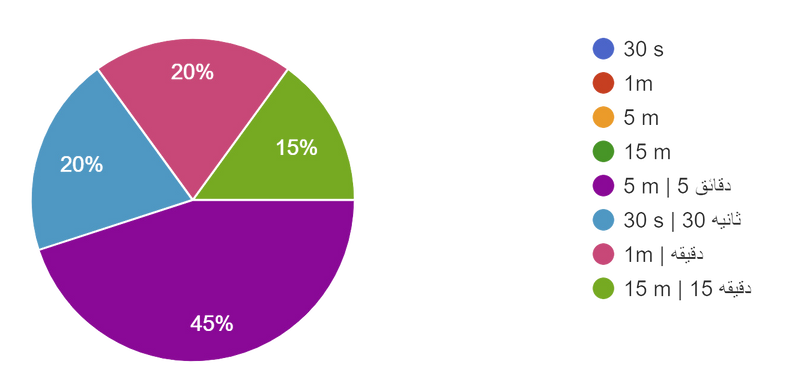 20%
15%
20%
45%
30 s
1m
5 m
15 m
5 m | 5 دقائق
30 s | 30 ثانيه
1m | دقيقه
15 m | 15 دقيقه